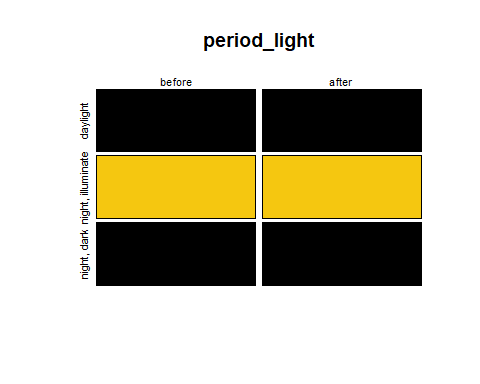 period_light
before after
daylight
night, illuminate
night, dark